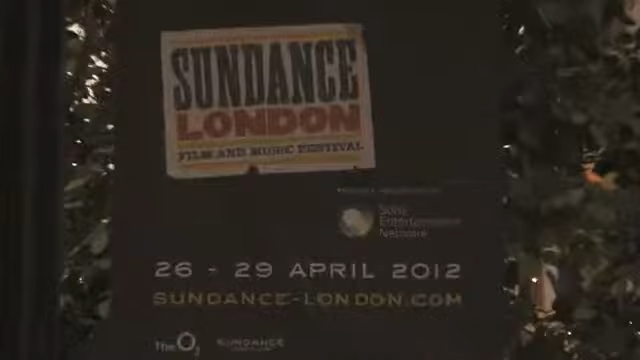 SUNDANCE
LONDON
FILM AND MUSIC FESTIVAL
Sony
Entertainment
Network
26 - 29 APRIL 2012
SUNDANCE-LONDON.COM
The O2
SUNDANCE